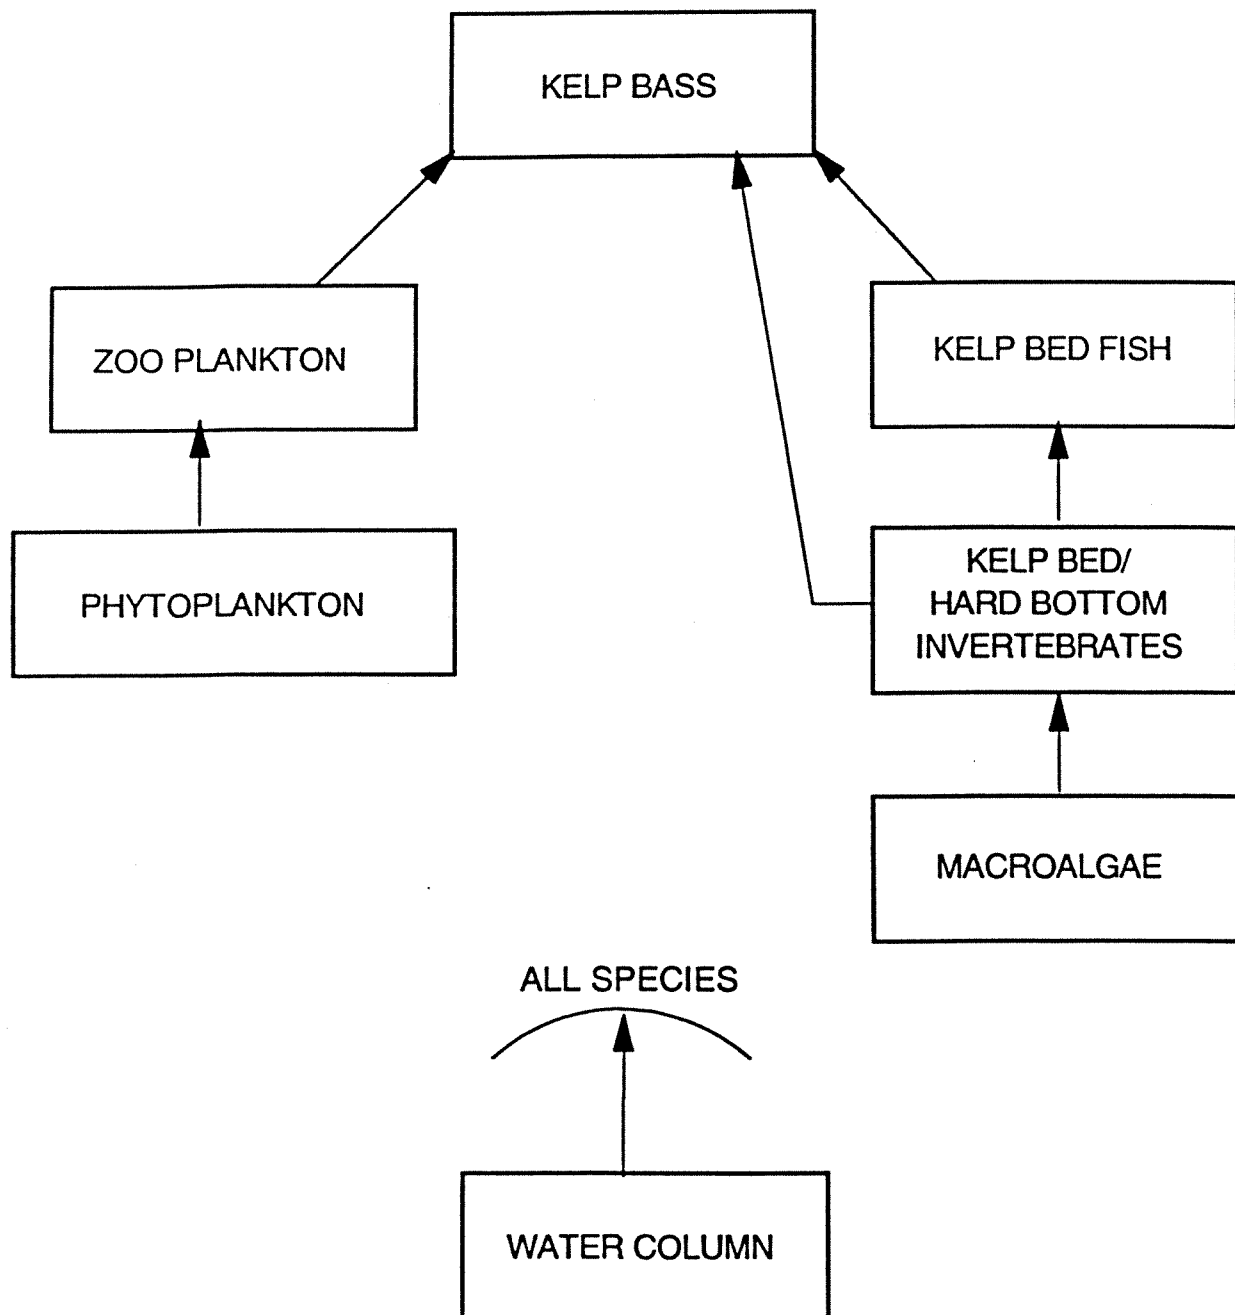 KELP BASS
ZOO PLANKTON
KELP BED FISH
PHYTOPLANKTON
KELP BED/
HARD BOTTOM
INVERTEBRATES
MACROALGAE
ALL SPECIES
WATER COLUMN